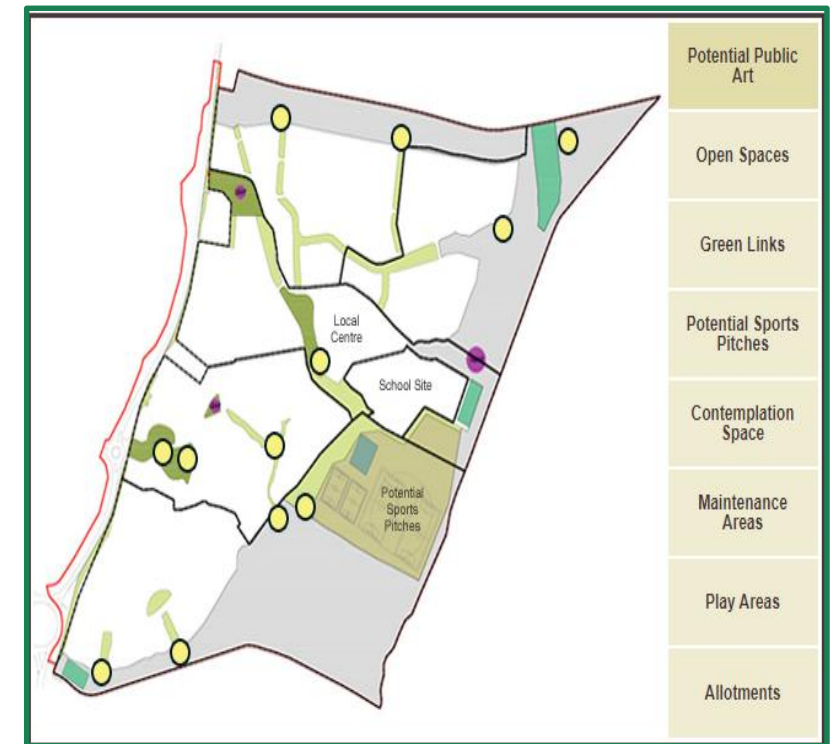 Potential Public
Art
Open Spaces
Green Links
Potential Sports
Pitches
Contemplation
Space
Maintenance
Areas
Play Areas
Allotments
Local
Centre
School Site
Potential
Sports
Pitches